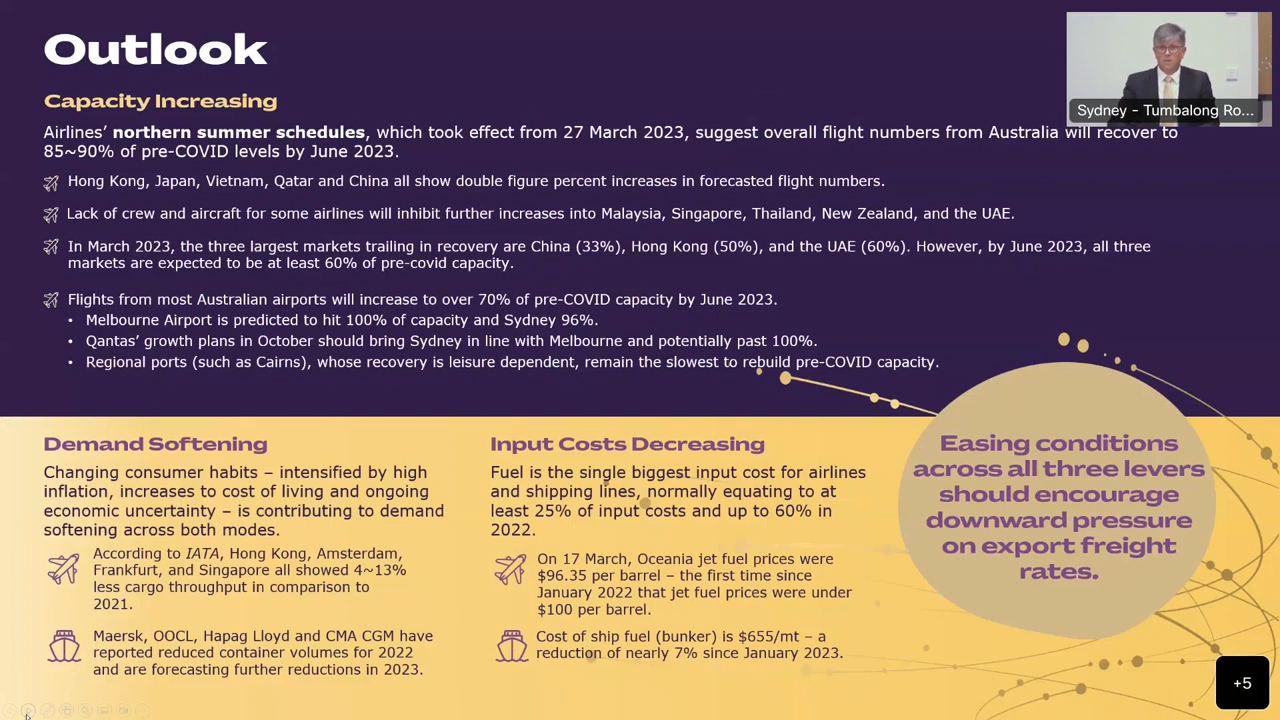 Outlook
Sydney - Tumbalong Ro...
Capacity Increasing
Airlines’ northern summer schedules, which took effect from 27 March 2023, suggest overall flight numbers from Australia will recover to
85~90% of pre-COVID levels by June 2023.
Hong Kong, Japan, Vietnam, Qatar and China all show double figure percent increases in forecasted flight numbers.
Lack of crew and aircraft for some airlines will inhibit further increases into Malaysia, Singapore, Thailand, New Zealand, and the UAE.
In March 2023, the three largest markets trailing in recovery are China (33%), Hong Kong (50%), and the UAE (60%). However, by June 2023, all three
markets are expected to be at least 60% of pre-covid capacity.
Flights from most Australian airports will increase to over 70% of pre-COVID capacity by June 2023.
• Melbourne Airport is predicted to hit 100% of capacity and Sydney 96%.
• Qantas’ growth plans in October should bring Sydney in line with Melbourne and potentially past 100%.
• Regional ports (such as Cairns), whose recovery is leisure dependent, remain the slowest to rebuild pre-COVID capacity.
Demand Softening
Changing consumer habits – intensified by high
inflation, increases to cost of living and ongoing
economic uncertainty – is contributing to demand
softening across both modes.
According to IATA, Hong Kong, Amsterdam,
Frankfurt, and Singapore all showed 4~13%
less cargo throughput in comparison to
2021.
Maersk, OOCL, Hapag Lloyd and CMA CGM have
reported reduced container volumes for 2022
and are forecasting further reductions in 2023.
Input Costs Decreasing
Fuel is the single biggest input cost for airlines
and shipping lines, normally equating to at
least 25% of input costs and up to 60% in
2022.
On 17 March, Oceania jet fuel prices were
$96.35 per barrel – the first time since
January 2022 that jet fuel prices were under
$100 per barrel.
Cost of ship fuel (bunker) is $655/mt – a
reduction of nearly 7% since January 2023.
Easing conditions
across all three levers
should encourage
downward pressure
on export freight
rates.
+5